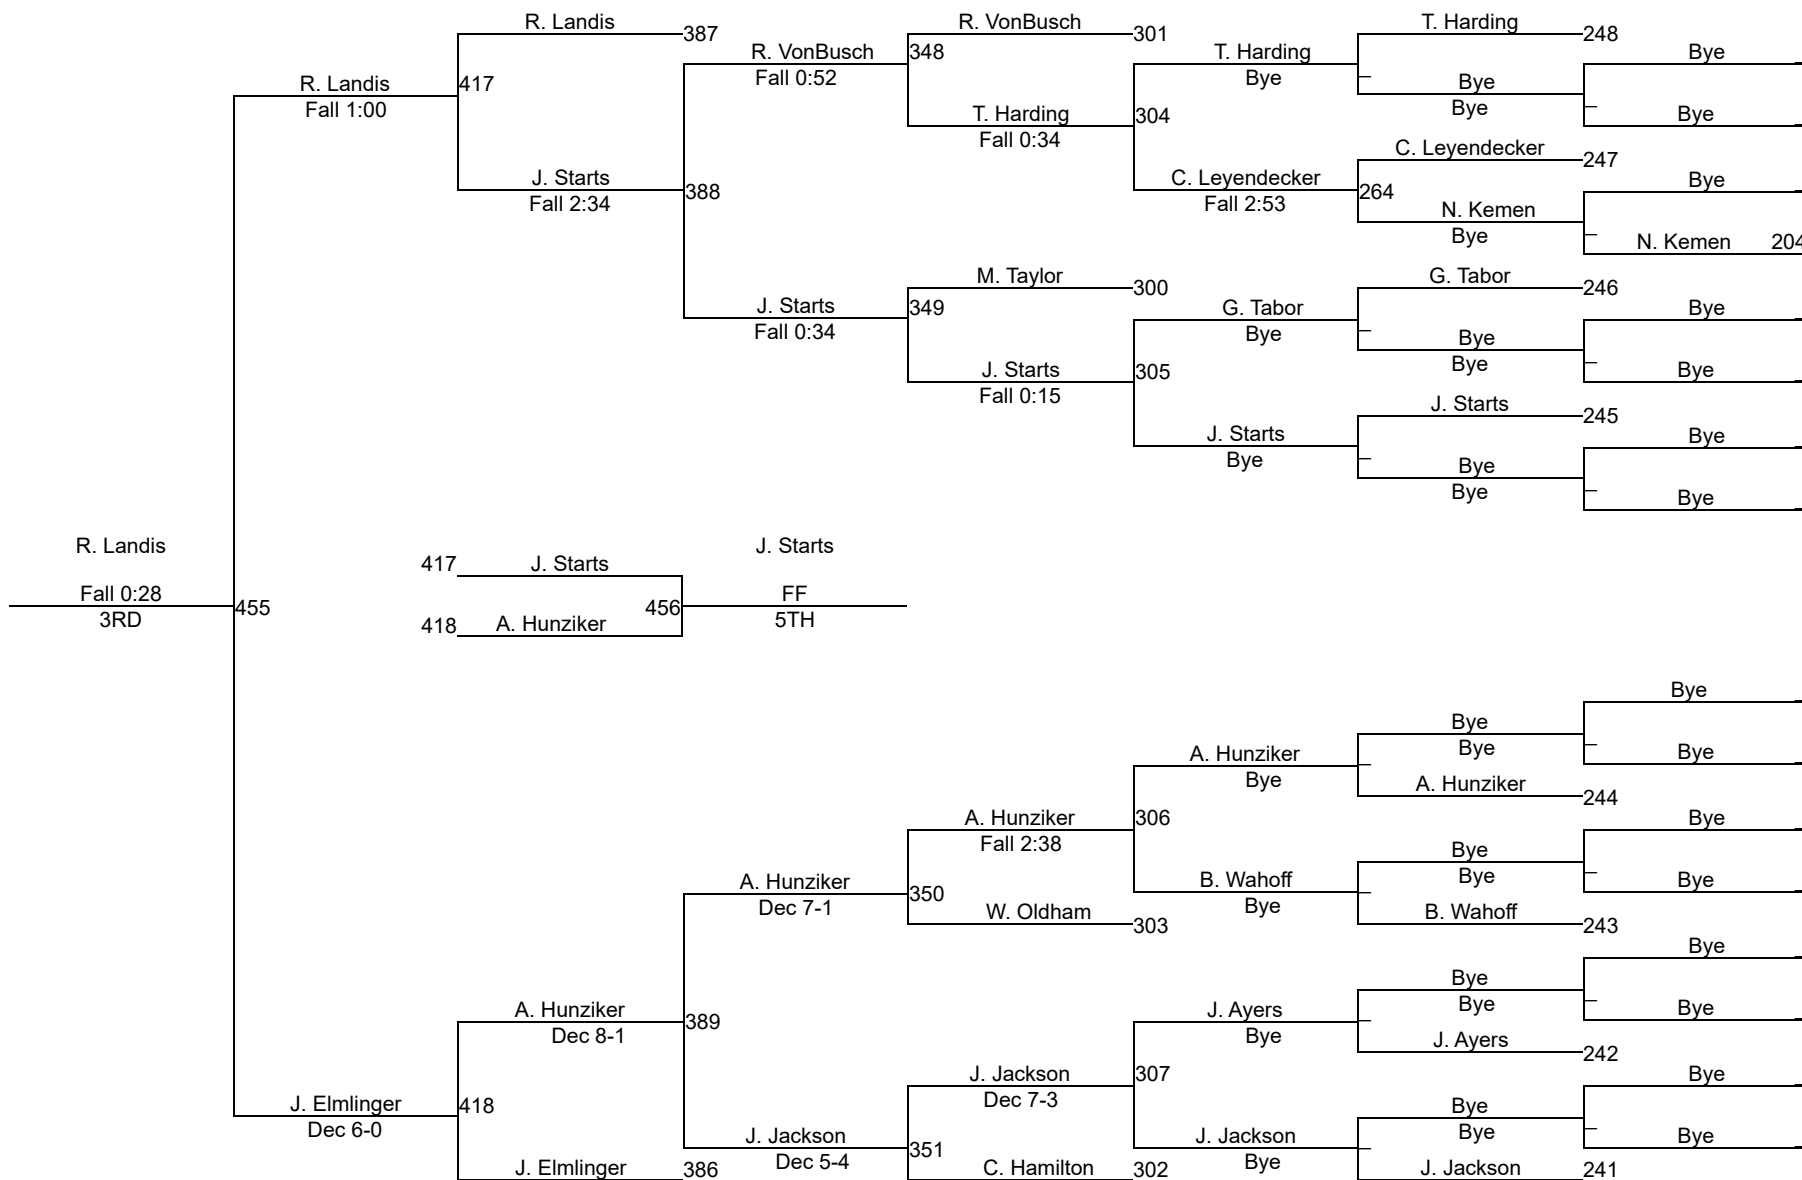 R. Landis
R. VonBusch
T. Harding
387
301
248
R. VonBusch
348
T. Harding
Bye
Fall 0:52
Bye
R. Landis
417
Bye
Fall 1:00
Bye
T. Harding
304
Bye
Fall 0:34
C. Leyendecker
247
J. Starts
388
C. Leyendecker
264
Bye
Fall 2:34
Fall 2:53
N. Kemen
Bye
N. Kemen
204
M. Taylor
300
G. Tabor
246
J. Starts
349
G. Tabor
Bye
Fall 0:34
Bye
Bye
Bye
J. Starts
305
Bye
Fall 0:15
J. Starts
245
J. Starts
Bye
Bye
Bye
Bye
Bye
R. Landis
J. Starts
417
J. Starts
Fall 0:28
455
456
FF
3RD
418
A. Hunziker
5TH
Bye
Bye
A. Hunziker
Bye
Bye
Bye
A. Hunziker
244
A. Hunziker
306
Bye
Fall 2:38
Bye
A. Hunziker
350
B. Wahoff
Bye
Bye
Dec 7-1
Bye
W. Oldham
303
B. Wahoff
243
Bye
Bye
A. Hunziker
389
J. Ayers
Bye
Bye
Dec 8-1
Bye
J. Ayers
242
J. Jackson
307
Bye
Dec 7-3
J. Elmlinger
418
Bye
Dec 6-0
J. Jackson
351
J. Jackson
Bye
Bye
Dec 5-4
Bye
J. Elmlinger
386
C. Hamilton
302
J. Jackson
241